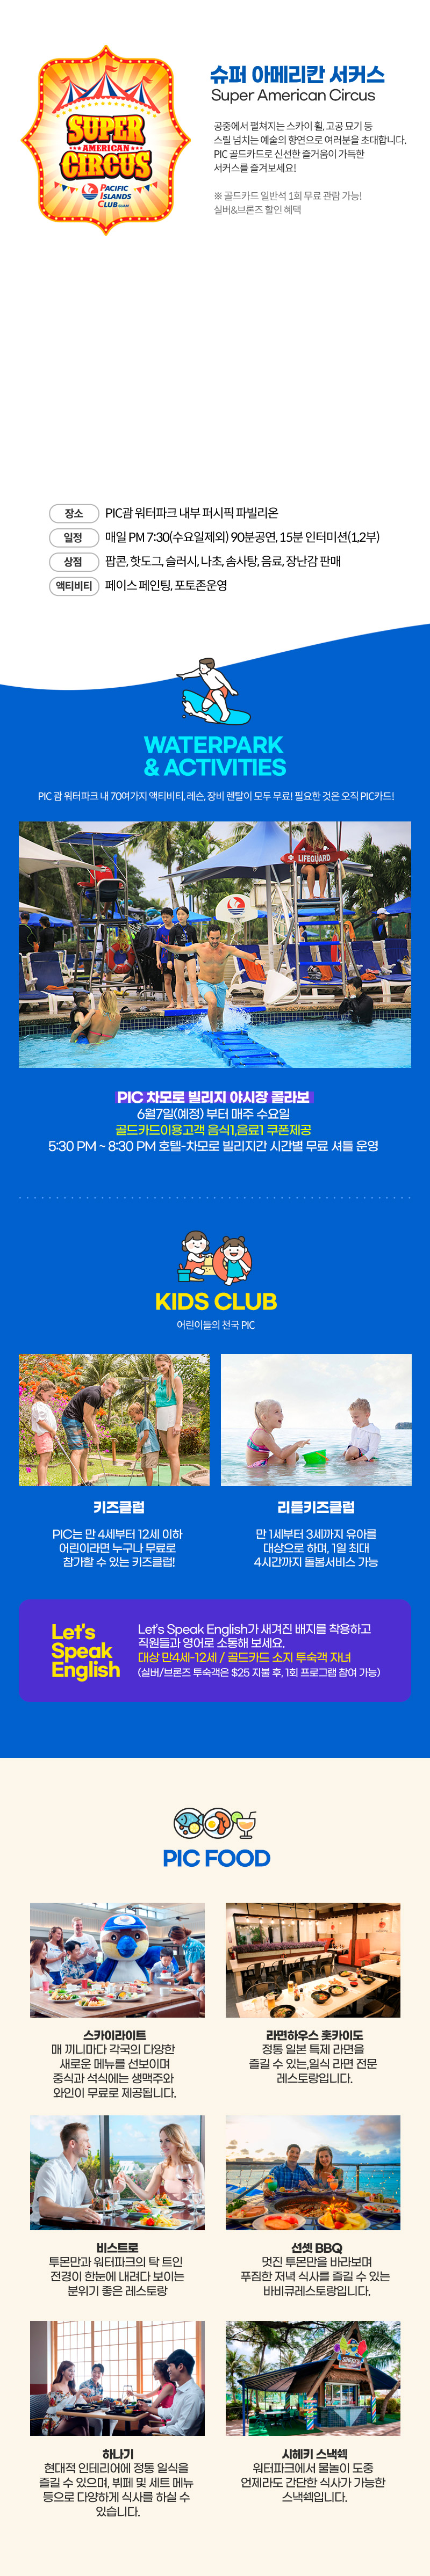 SUPER
AMERICAN
CIRCUS
PACIFIC
ISLANDS
CLUB GUAM
슈퍼 아메리칸 서커스
Super American Circus
공중에서 펼쳐지는 스카이 휠, 고공 묘기 등
스릴 넘치는 예술의 향연으로 여러분을 초대합니다.
PIC 골드카드로 신선한 즐거움이 가득한
서커스를 즐겨보세요!
※ 골드카드 일반석 1회 무료 관람 가능!
실버&브론즈 할인 혜택
장소 PIC괌 워터파크 내부 퍼시픽 파빌리온
일정 매일 PM 7:30(수요일제외) 90분공연, 15분 인터미션(1,2부)
상점 팝콘, 핫도그, 슬러시, 나초, 솜사탕, 음료, 장난감 판매
액티비티 페이스 페인팅, 포토존운영
WATERPARK
& ACTIVITIES
PIC 괌 워터파크 내 70여가지 액티비티, 레슨, 장비 렌탈이 모두 무료! 필요한 것은 오직 PIC카드!
LIFEGUARD
PIC 차모로 빌리지 야시장 콜라보
6월7일(예정) 부터 매주 수요일
골드카드이용고객 음식1,음료1 쿠폰제공
5:30 PM ~ 8:30 PM 호텔-차모로 빌리지간 시간별 무료 셔틀 운영
KIDS CLUB
어린이들의 천국 PIC
키즈클럽
PIC는 만 4세부터 12세 이하
어린이라면 누구나 무료로
참가할 수 있는 키즈클럽!
리틀키즈클럽
만 1세부터 3세까지 유아를
대상으로 하며, 1일 최대
4시간까지 돌봄서비스 가능
Let's
Speak
English
Let's Speak English가 새겨진 배지를 착용하고
직원들과 영어로 소통해 보세요.
대상 만4세-12세 / 골드카드 소지 투숙객 자녀
(실버/브론즈 투숙객은 $25 지불 후, 1회 프로그램 참여 가능)
PIC FOOD
스카이라이트
매 끼니마다 각국의 다양한
새로운 메뉴를 선보이며
중식과 석식에는 생맥주와
와인이 무료로 제공됩니다.
라면하우스 홋카이도
정통 일본 특제 라면을
즐길 수 있는,일식 라면 전문
레스토랑입니다.
비스트로
투몬만과 워터파크의 탁 트인
전경이 한눈에 내려다 보이는
분위기 좋은 레스토랑
선셋 BBQ
멋진 투몬만을 바라보며
푸짐한 저녁 식사를 즐길 수 있는
바비큐레스토랑입니다.
하나기
현대적 인테리어에 정통 일식을
즐길 수 있으며, 뷔페 및 세트 메뉴
등으로 다양하게 식사를 하실 수
있습니다.
시헤키 스낵쉑
워터파크에서 물놀이 도중
언제라도 간단한 식사가 가능한
스낵쉑입니다.